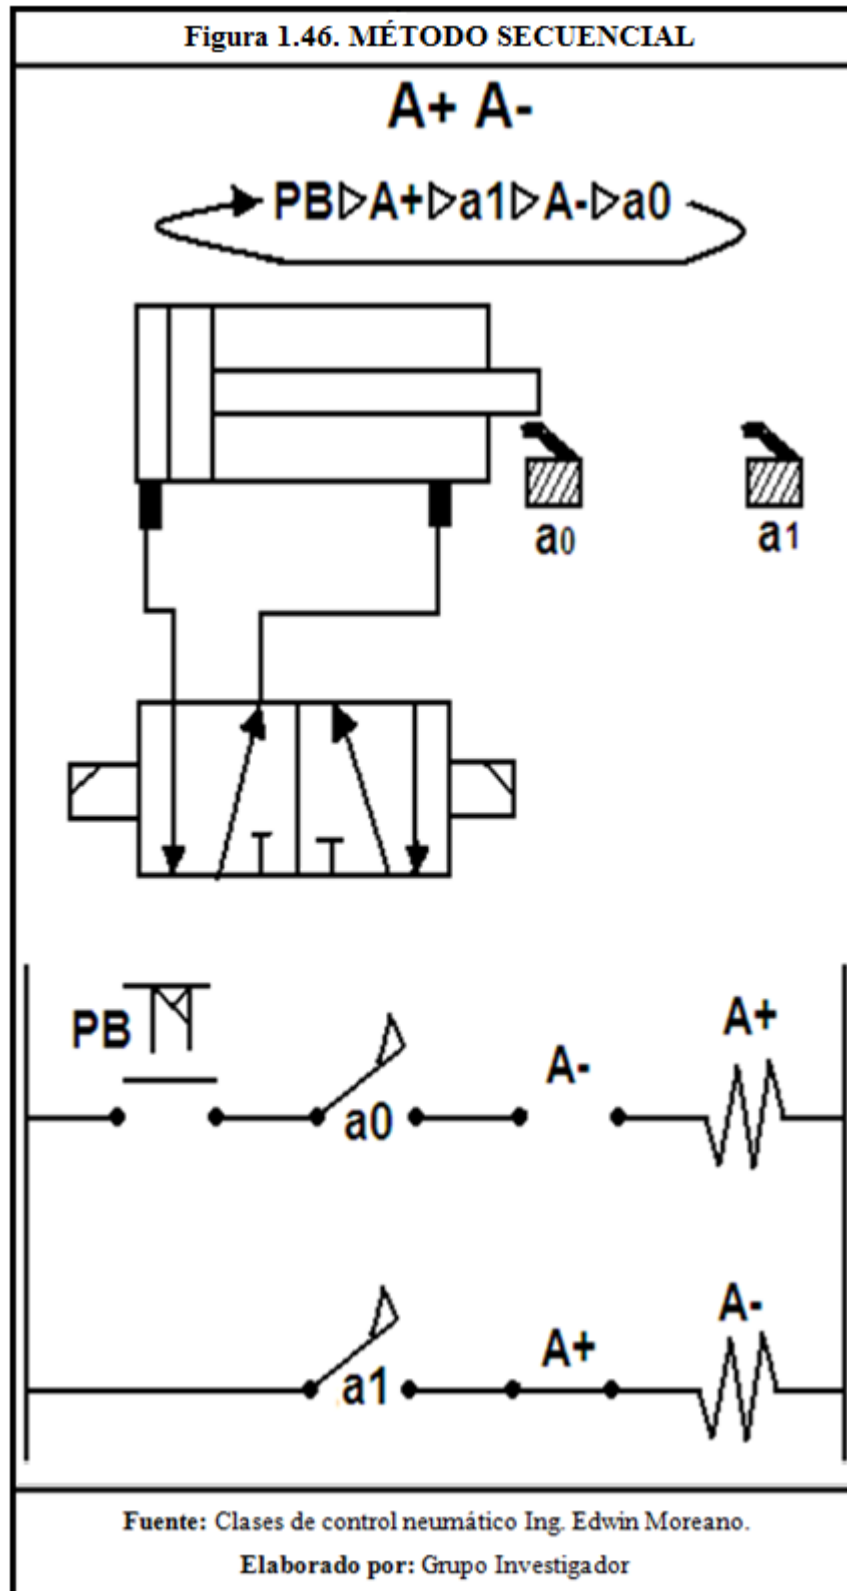 Figura 1.46. MÉTODO SECUENCIAL
A+ A-
PB▷A+▷a1▷A-▷a0
a0
a1
PB
a0
A-
A+
a1
A+
A-
Fuente: Clases de control neumático Ing. Edwin Moreano.
Elaborado por: Grupo Investigador